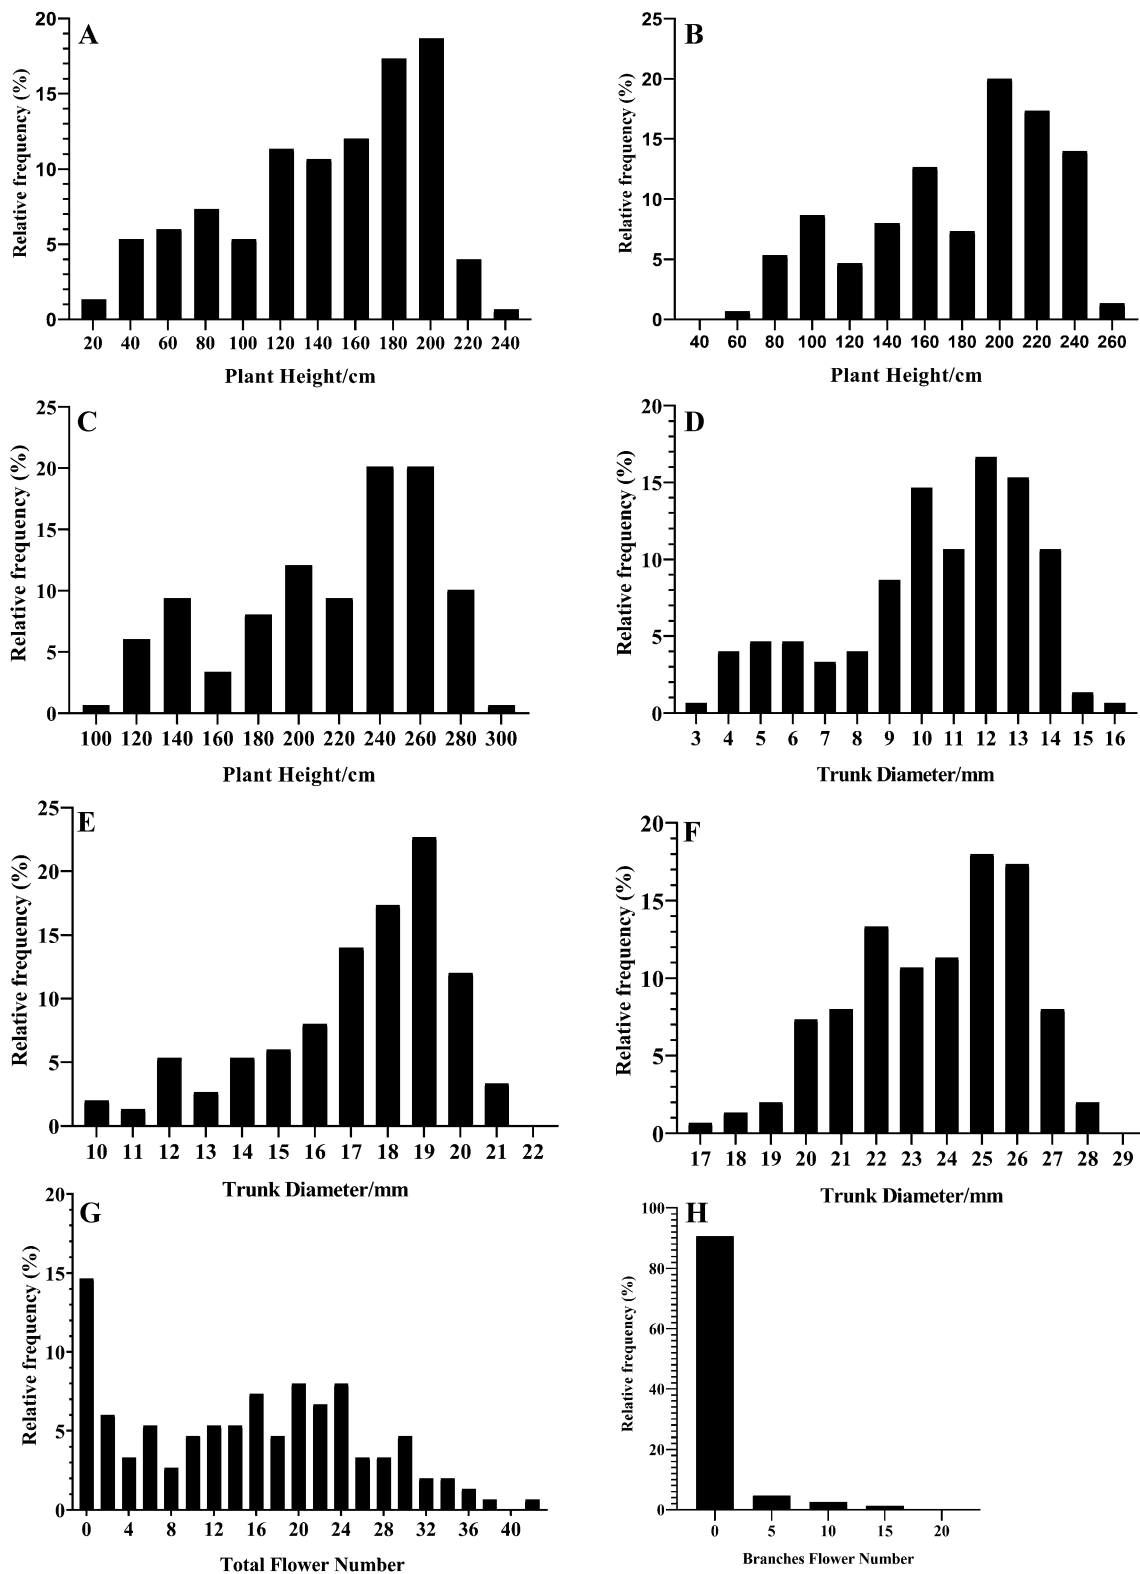 A
Relative frequency (%)
20
15
10
5
0
20 40 60 80 100 120 140 160 180 200 220 240
Plant Height/cm
B
Relative frequency (%)
25
20
15
10
5
0
40 60 80 100 120 140 160 180 200 220 240 260
Plant Height/cm
C
Relative frequency (%)
25
20
15
10
5
0
100 120 140 160 180 200 220 240 260 280 300
Plant Height/cm
D
Relative frequency (%)
20
15
10
5
0
3 4 5 6 7 8 9 10 11 12 13 14 15 16
Trunk Diameter/mm
E
Relative frequency (%)
25
20
15
10
5
0
10 11 12 13 14 15 16 17 18 19 20 21 22
Trunk Diameter/mm
F
Relative frequency (%)
20
15
10
5
0
17 18 19 20 21 22 23 24 25 26 27 28 29
Trunk Diameter/mm
G
Relative frequency (%)
20
15
10
5
0
0 4 8 12 16 20 24 28 32 36 40
Total Flower Number
H
Relative frequency (%)
100
80
60
40
20
0
0 5 10 15 20
Branches Flower Number